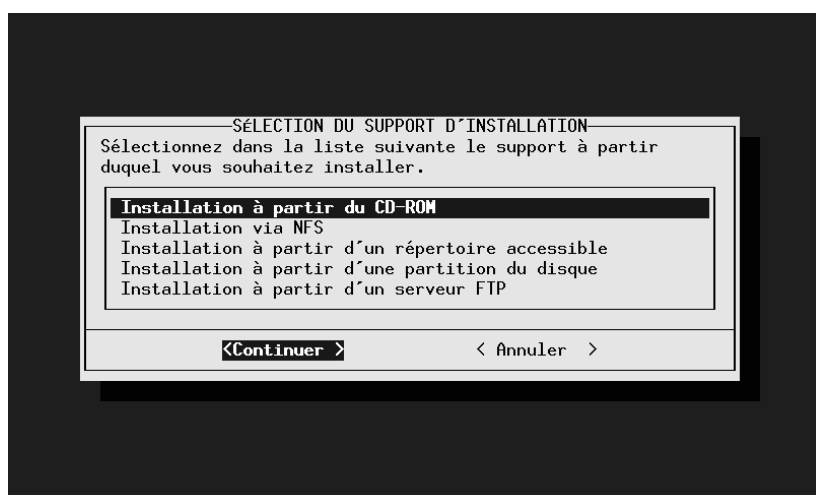 SéLECTION DU SUPPORT D´INSTALLATION
Sélectionnez dans la liste suivante le support à partir
duquel vous souhaitez installer.
Installation à partir du CD-ROM
Installation via NFS
Installation à partir d´un répertoire accessible
Installation à partir d´une partition du disque
Installation à partir d´un serveur FTP
<Continuer > < Annuler >